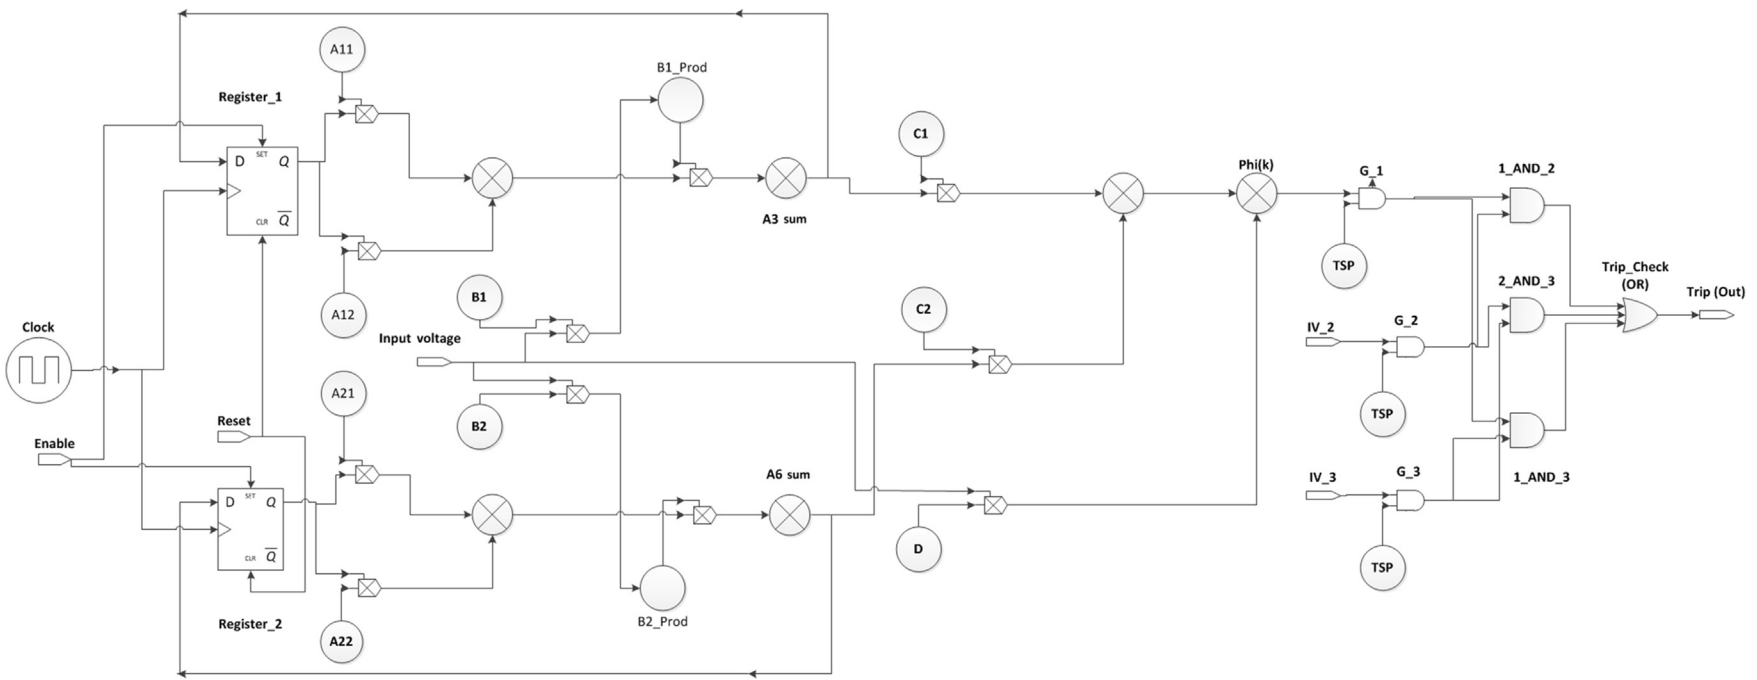 A11
B1_Prod
Register_1
D
SET
Q
CLR
Q
A3 sum
C1
Phi(k)
G_1
1_AND_2
TSP
A12
B1
Input voltage
C2
2_AND_3
Trip_Check
(OR)
Trip (Out)
Clock
IV_2
G_2
A21
B2
TSP
Reset
Enable
A6 sum
IV_3
G_3
1_AND_3
D
SET
Q
CLR
Q
D
TSP
Register_2
A22
B2_Prod